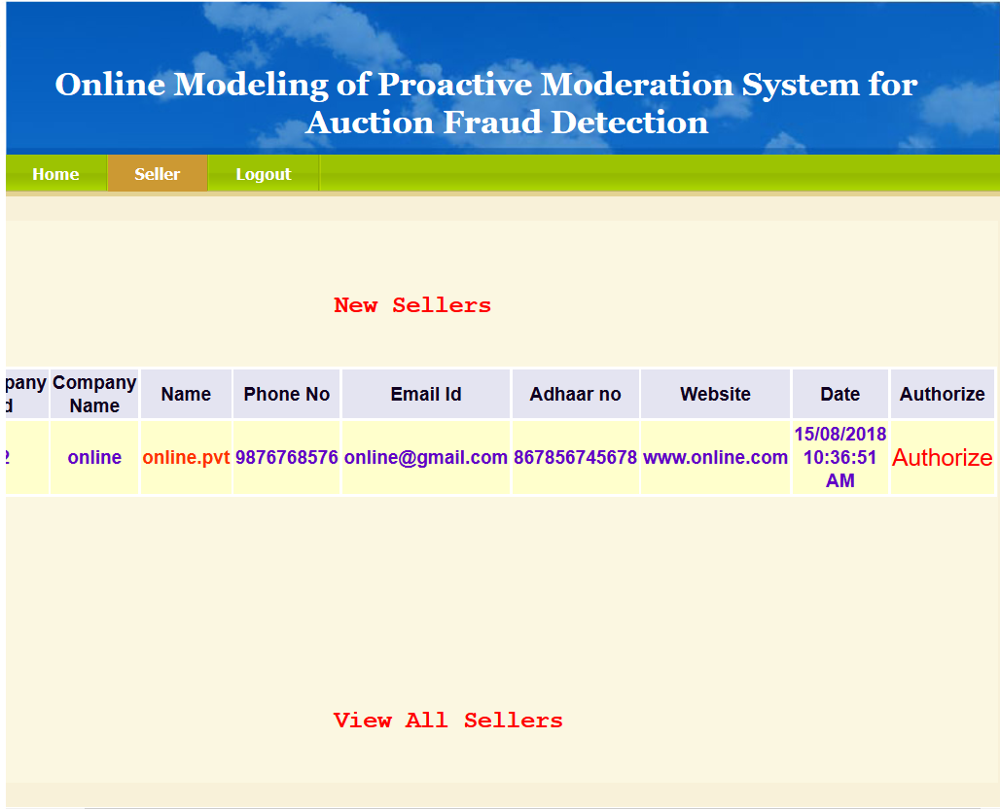 Online Modeling of Proactive Moderation System for
Auction Fraud Detection
Home Seller Logout
New Sellers
Company Name Phone No Email Id Adhaar no Website Date Authorize
Name
online online.pvt 9876768576 online@gmail.com 867856745678 www.online.com 15/08/2018 Authorize
10:36:51
AM
View All Sellers